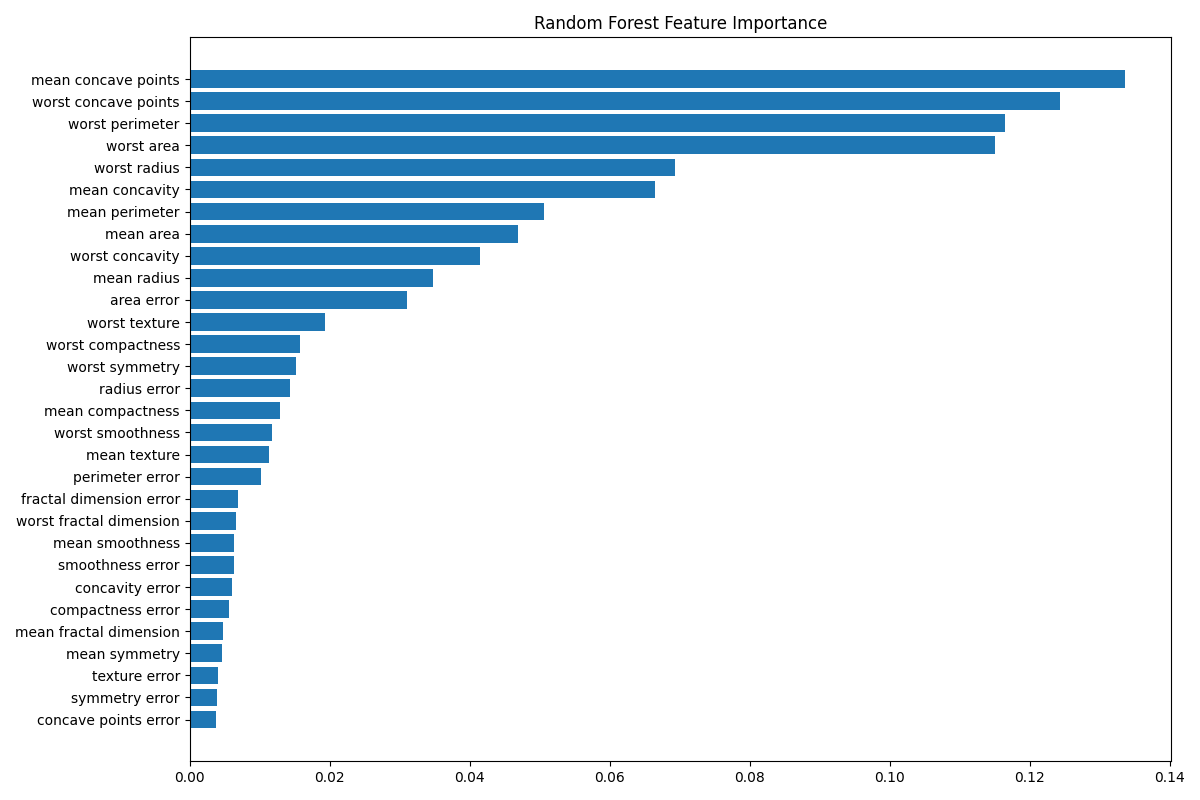 Random Forest Feature Importance
mean concave points
worst concave points
worst perimeter
worst area
worst radius
mean concavity
mean perimeter
mean area
worst concavity
mean radius
area error
worst texture
worst compactness
worst symmetry
radius error
mean compactness
worst smoothness
mean texture
perimeter error
fractal dimension error
worst fractal dimension
mean smoothness
smoothness error
concavity error
compactness error
mean fractal dimension
mean symmetry
texture error
symmetry error
concave points error
0.00 0.02 0.04 0.06 0.08 0.10 0.12 0.14